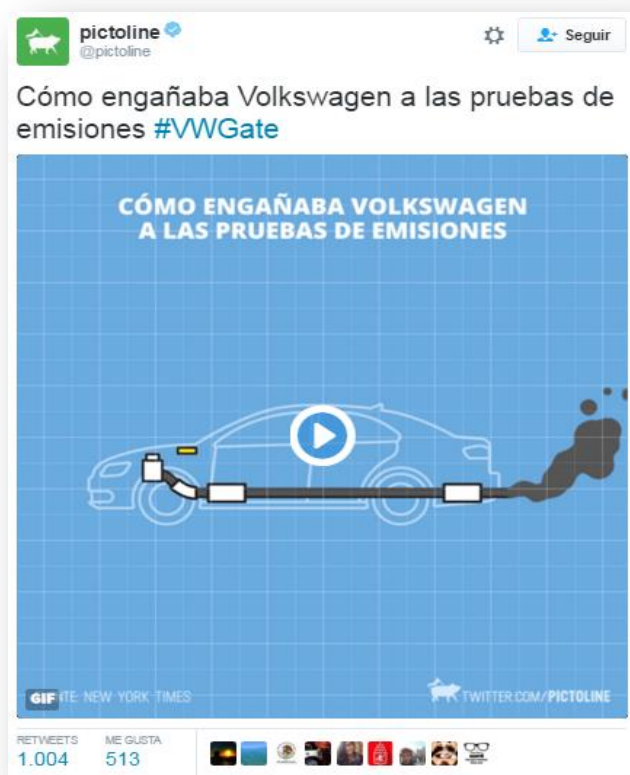 pictoline
@pictoline
Seguir
Cómo engañaba Volkswagen a las pruebas de
emisiones #VWGate
CÓMO ENGAÑABA VOLKSWAGEN
A LAS PRUEBAS DE EMISIONES
GIF NTE: NEW YORK TIMES
TWITTER.COM/PICTOLINE
RETWEETS
1.004
ME GUSTA
513